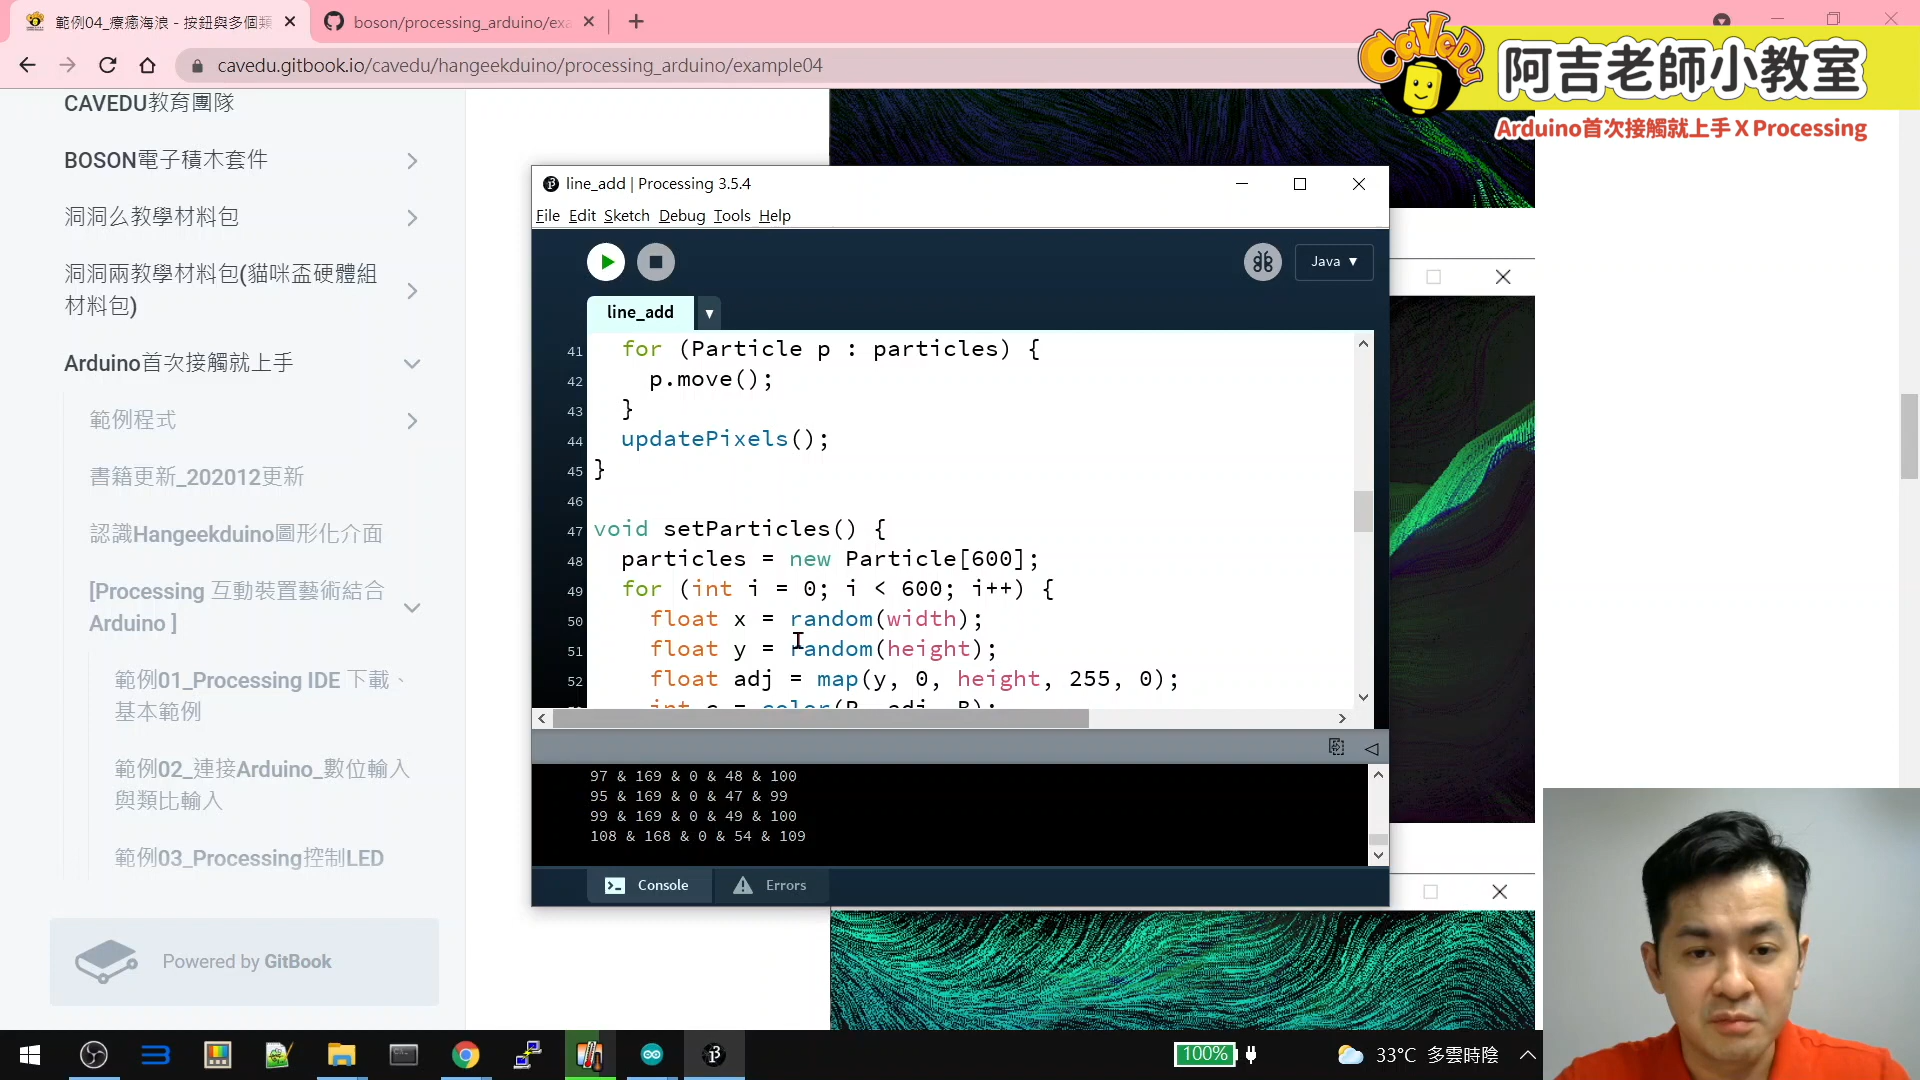 範例04_療癒海浪 - 按鈕與多個類
boson/processing_arduino/exa
cavedu.gitbook.io/cavedu/hangeekduino/processing_arduino/example04
CAVEDU
阿吉老師小教室
Arduino首次接觸就上手 X Processing
CAVEDU教育團隊
BOSON電子積木套件
洞洞么教學材料包
洞洞兩教學材料包(貓咪盃硬體組
材料包)
Arduino首次接觸就上手
範例程式
書籍更新_202012更新
認識Hangeekduino圖形化介面
[Processing 互動裝置藝術結合
Arduino ]
範例01_Processing IDE 下載、
基本範例
範例02_連接Arduino_數位輸入
與類比輸入
範例03_Processing控制LED
Powered by GitBook
line_add | Processing 3.5.4
File Edit Sketch Debug Tools Help
Java ▼
line_add ▼
41 for (Particle p : particles) {
42 p.move();
43 }
44 updatePixels();
45 }
46
47 void setParticles() {
48 particles = new Particle[600];
49 for (int i = 0; i < 600; i++) {
50 float x = random(width);
51 float y = random(height);
52 float adj = map(y, 0, height, 255, 0);
97 & 169 & 0 & 48 & 100
95 & 169 & 0 & 47 & 99
99 & 169 & 0 & 49 & 100
108 & 168 & 0 & 54 & 109
Console Errors
100% 33°C 多雲時陰